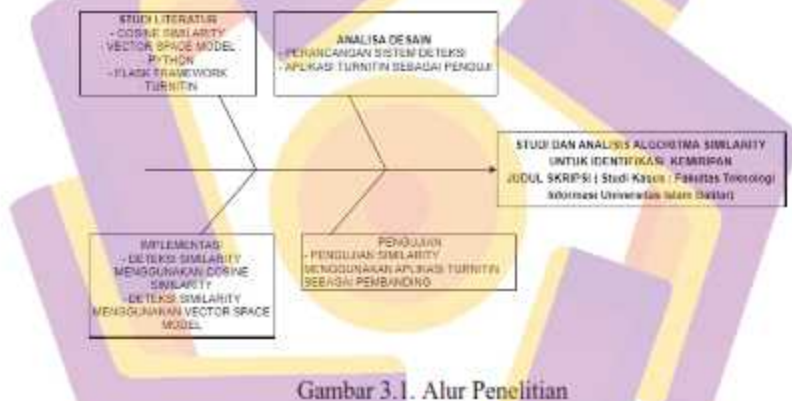 STUDI LITERATUR
- COSINE SIMILARITY
- VECTOR SPACE MODEL
PYTHON
- FLASK FRAMEWORK
TURNITIN
ANALISA DESAIN
- PERANCANGAN SISTEM DETEKSI
- APLIKASI TURNITIN SEBAGAI PENGUJI
STUDI DAN ANALISIS ALGORITMA SIMILARITY
UNTUK IDENTIFIKASI KEMIRIPAN
JUDUL SKRIPSI ( Studi Kasus : Fakultas Teknologi
Informasi Universitas Islam Balitar)
IMPLEMENTASI
- DETEKSI SIMILARITY
MENGGUNAKAN COSINE
SIMILARITY
- DETEKSI SIMILARITY
MENGGUNAKAN VECTOR SPACE
MODEL
PENGUJIAN
- PENGUJIAN SIMILARITY
MENGGUNAKAN APLIKASI TURNITIN
SEBAGAI PEMBANDING
Gambar 3.1. Alur Penelitian